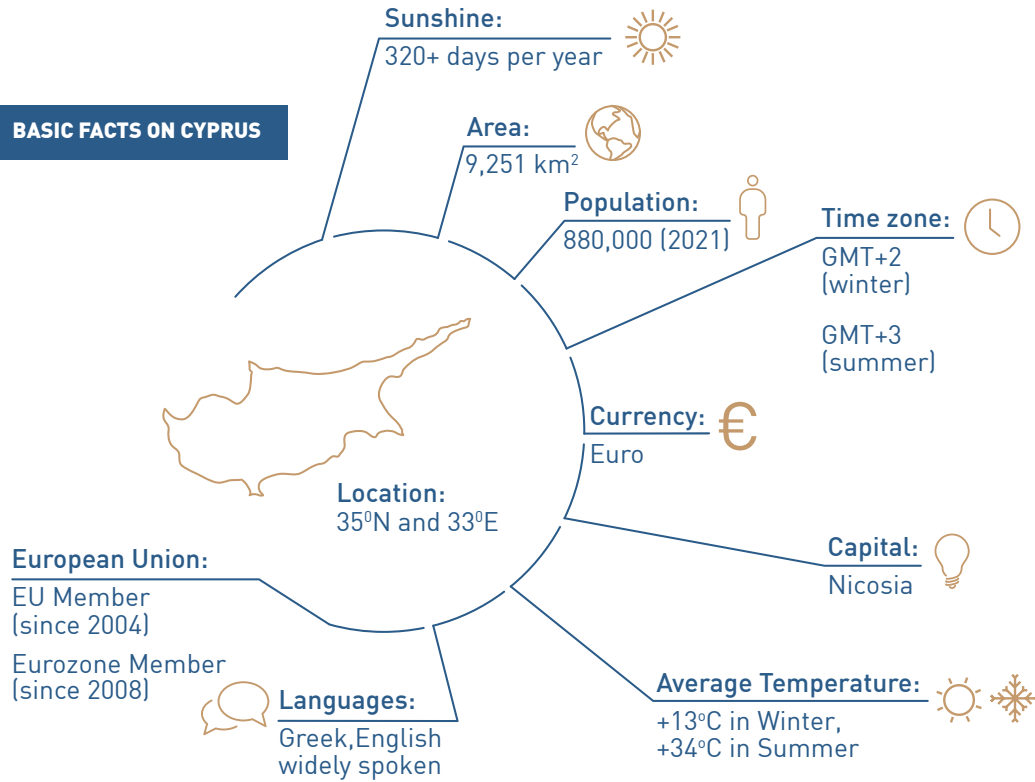 Sunshine:
320+ days per year
BASIC FACTS ON CYPRUS
Area:
9,251 km²
Population:
880,000 (2021)
Time zone:
GMT+2
(winter)
GMT+3
(summer)
Currency:
€
Euro
Location:
35⁰N and 33⁰E
Capital:
Nicosia
European Union:
EU Member
(since 2004)
Eurozone Member
(since 2008)
Languages:
Greek,English
widely spoken
Average Temperature:
+13°C in Winter,
+34°C in Summer